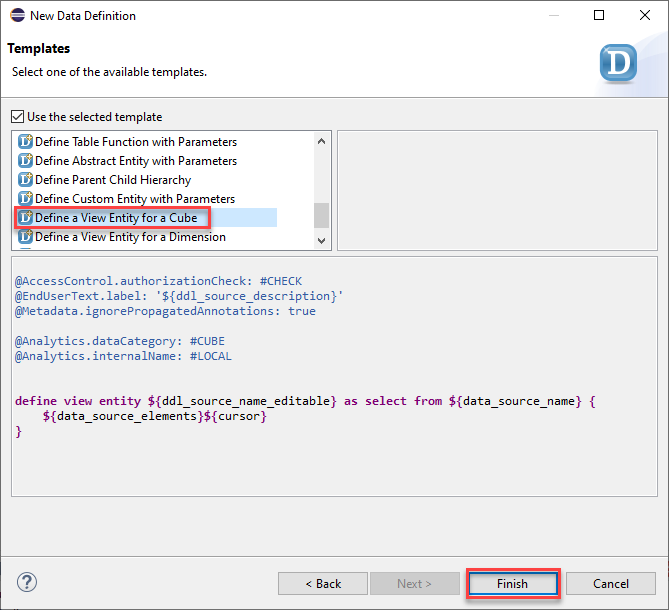 New Data Definition
Templates
Select one of the available templates.
D
Use the selected template
Define Table Function with Parameters
Define Abstract Entity with Parameters
Define Parent Child Hierarchy
Define Custom Entity with Parameters
Define a View Entity for a Cube
Define a View Entity for a Dimension
@AccessControl.authorizationCheck: #CHECK
@EndUserText.label: '${ddl_source_description}'
@Metadata.ignorePropagatedAnnotations: true
@Analytics.dataCategory: #CUBE
@Analytics.internalName: #LOCAL
define view entity ${ddl_source_name_editable} as select from ${data_source_name} {
${data_source_elements}${cursor}
}
? < Back Next > Finish Cancel